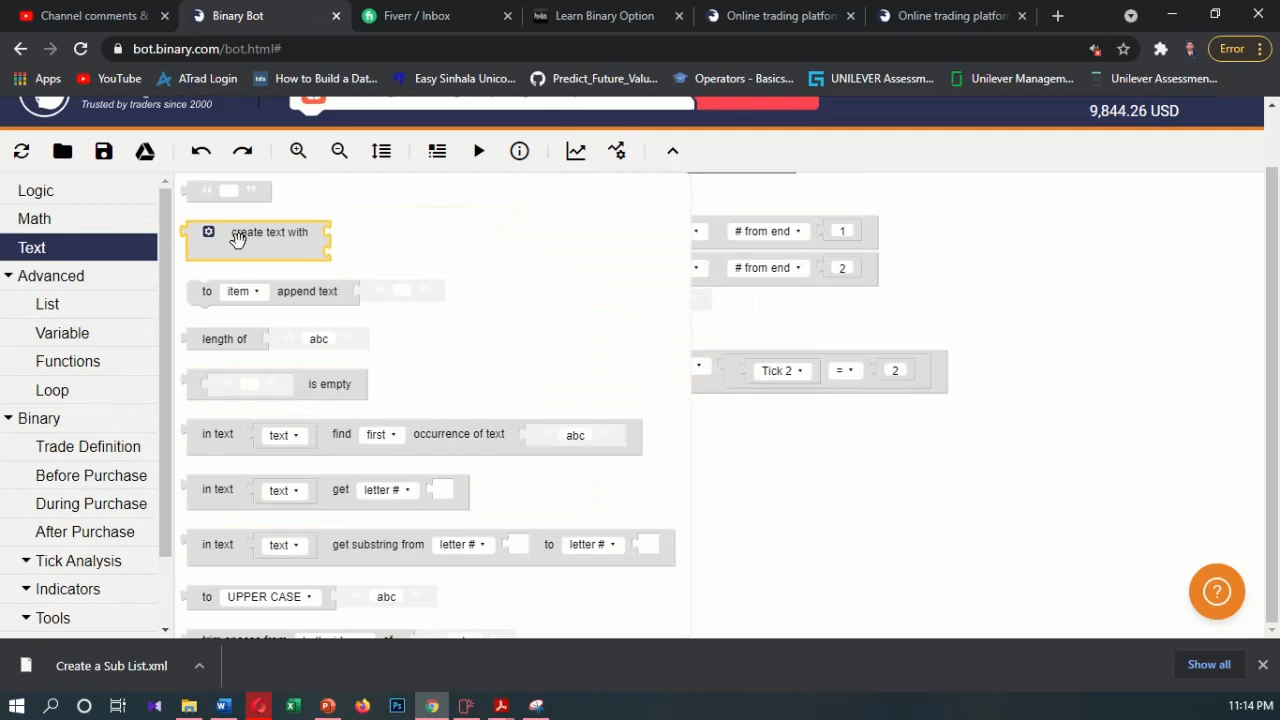 Channel comments &
Binary Bot
Fiverr / Inbox
Learn Binary Option
Online trading platfor
Online trading platfor
bot.binary.com/bot.html#
Error
Apps
YouTube
ATrad Login
How to Build a Dat...
Easy Sinhala Unico...
Predict_Future_Valu...
Operators - Basics...
UNILEVER Assessm...
Unilever Managem...
Unilever Assessmen...
Trusted by traders since 2000
9,844.26 USD
Logic
Math
Text
Advanced
List
Variable
Functions
Loop
Binary
Trade Definition
Before Purchase
During Purchase
After Purchase
Tick Analysis
Indicators
Tools
“ ”
create text with
to item append text “ ”
length of abc
is empty
in text text find first occurrence of text abc
in text text get letter #
in text text get substring from letter # to letter #
to UPPER CASE abc
# from end 1
# from end 2
Tick 2 = 2
Create a Sub List.xml
Show all
11:14 PM